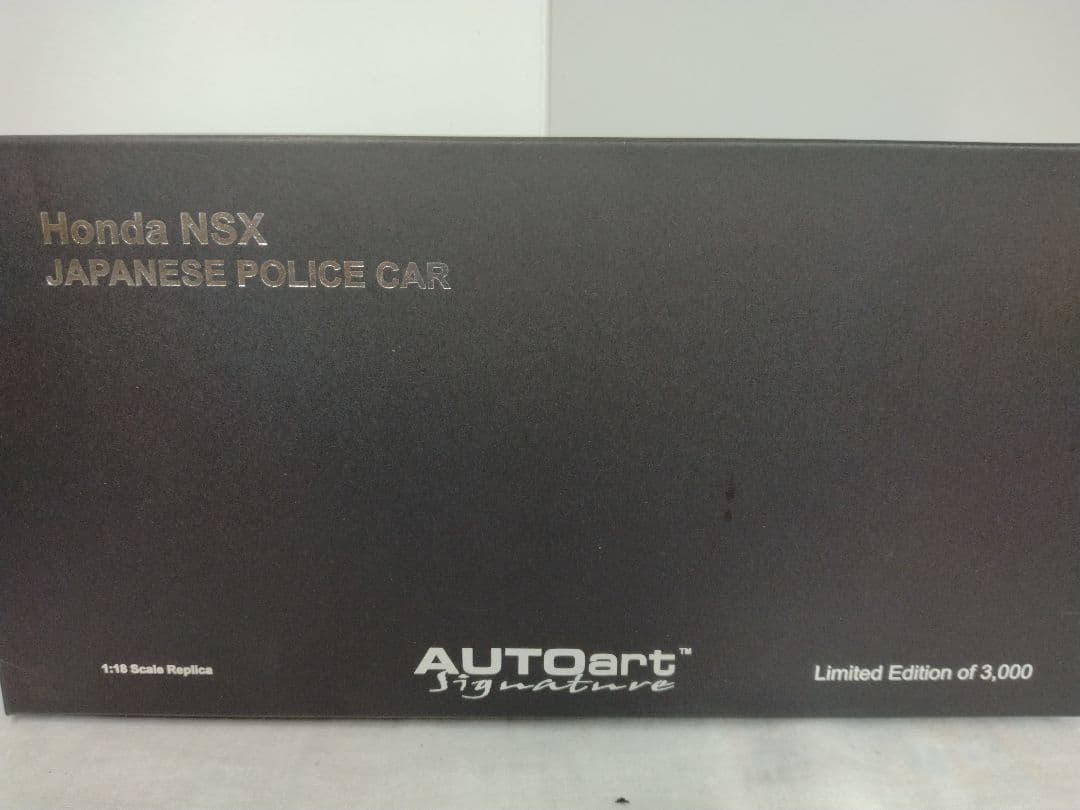 Honda NSX
JAPANESE POLICE CAR
1:18 Scale Replica
AUTOart™
Signature
Limited Edition of 3,000